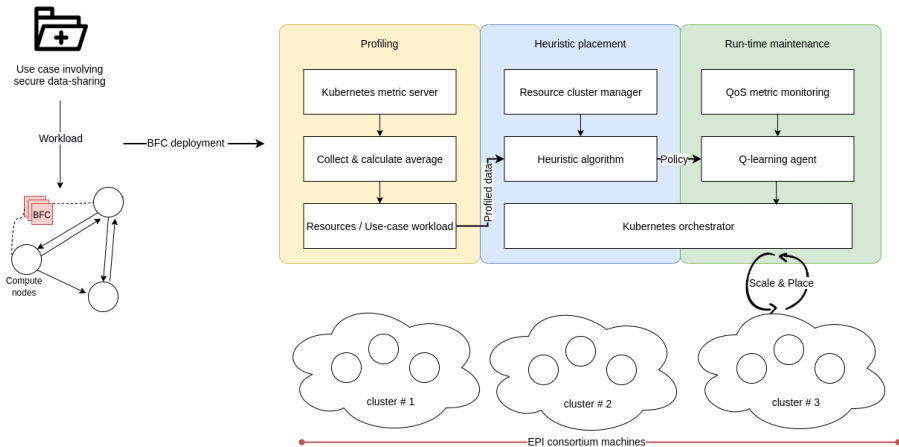 Use case involving
secure data-sharing
Workload
BFC
Compute
nodes
BFC deployment
Profiling
Kubernetes metric server
Collect & calculate average
Resources / Use-case workload
Profiled data
Heuristic placement
Resource cluster manager
Heuristic algorithm
Policy
Run-time maintenance
QoS metric monitoring
Q-learning agent
Kubernetes orchestrator
Scale & Place
cluster # 1
cluster # 2
cluster # 3
EPI consortium machines